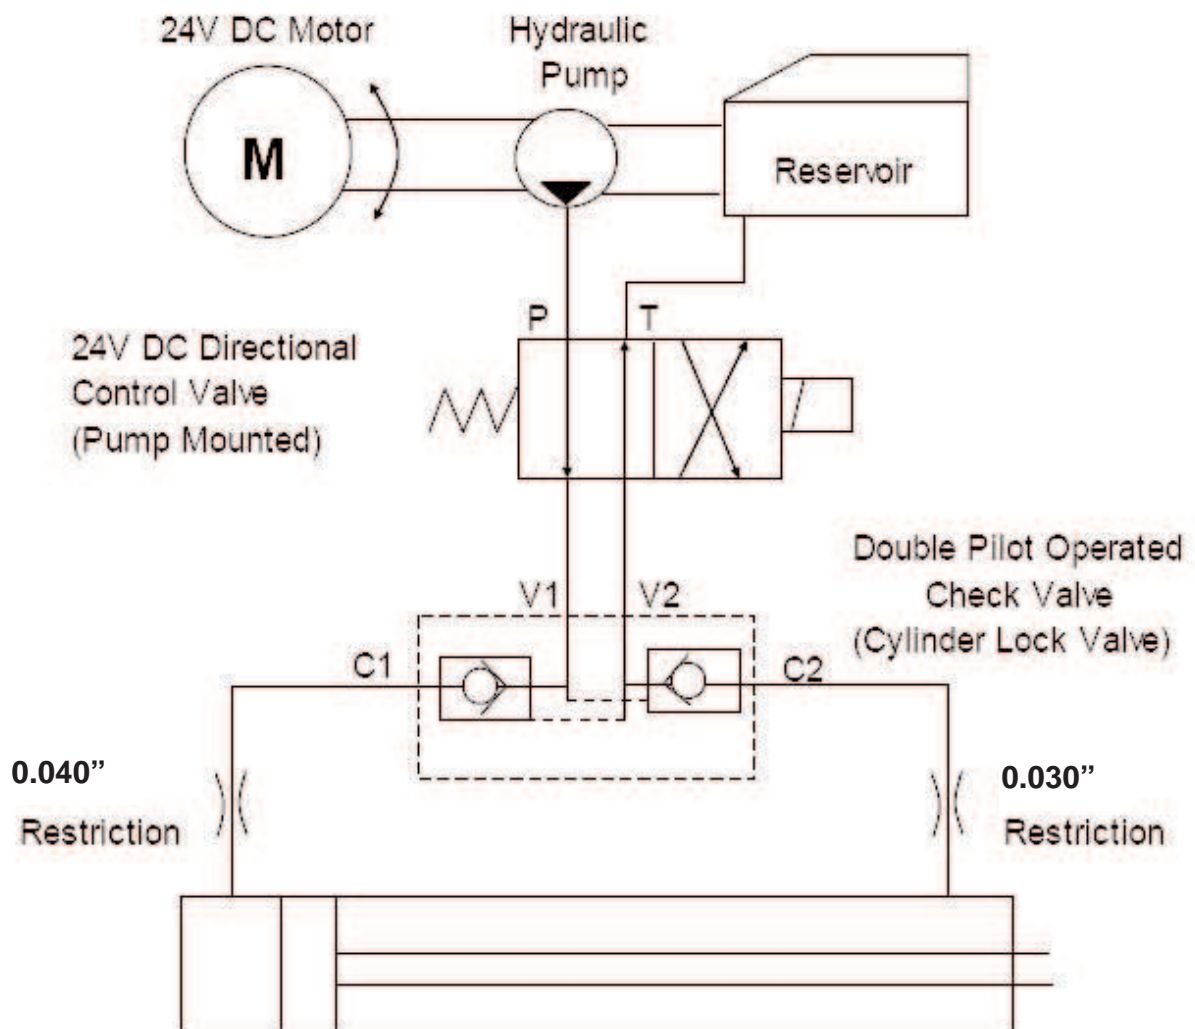 24V DC Motor
Hydraulic
Pump
M
Reservoir
P
T
24V DC Directional
Control Valve
(Pump Mounted)
Double Pilot Operated
Check Valve
(Cylinder Lock Valve)
V1
V2
C1
C2
0.040”
Restriction
0.030”
Restriction